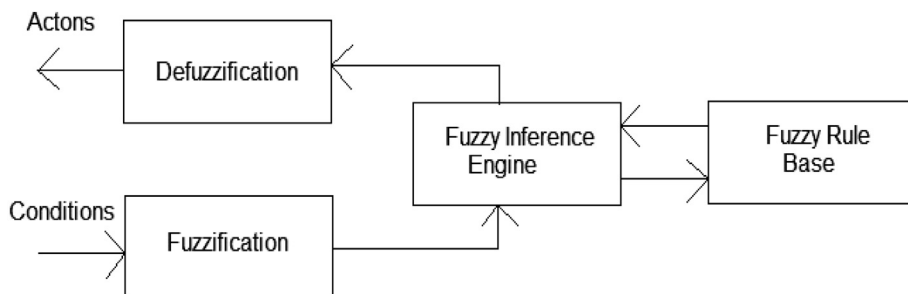 Actons
Defuzzification
Fuzzy Inference
Engine
Fuzzy Rule
Base
Conditions
Fuzzification